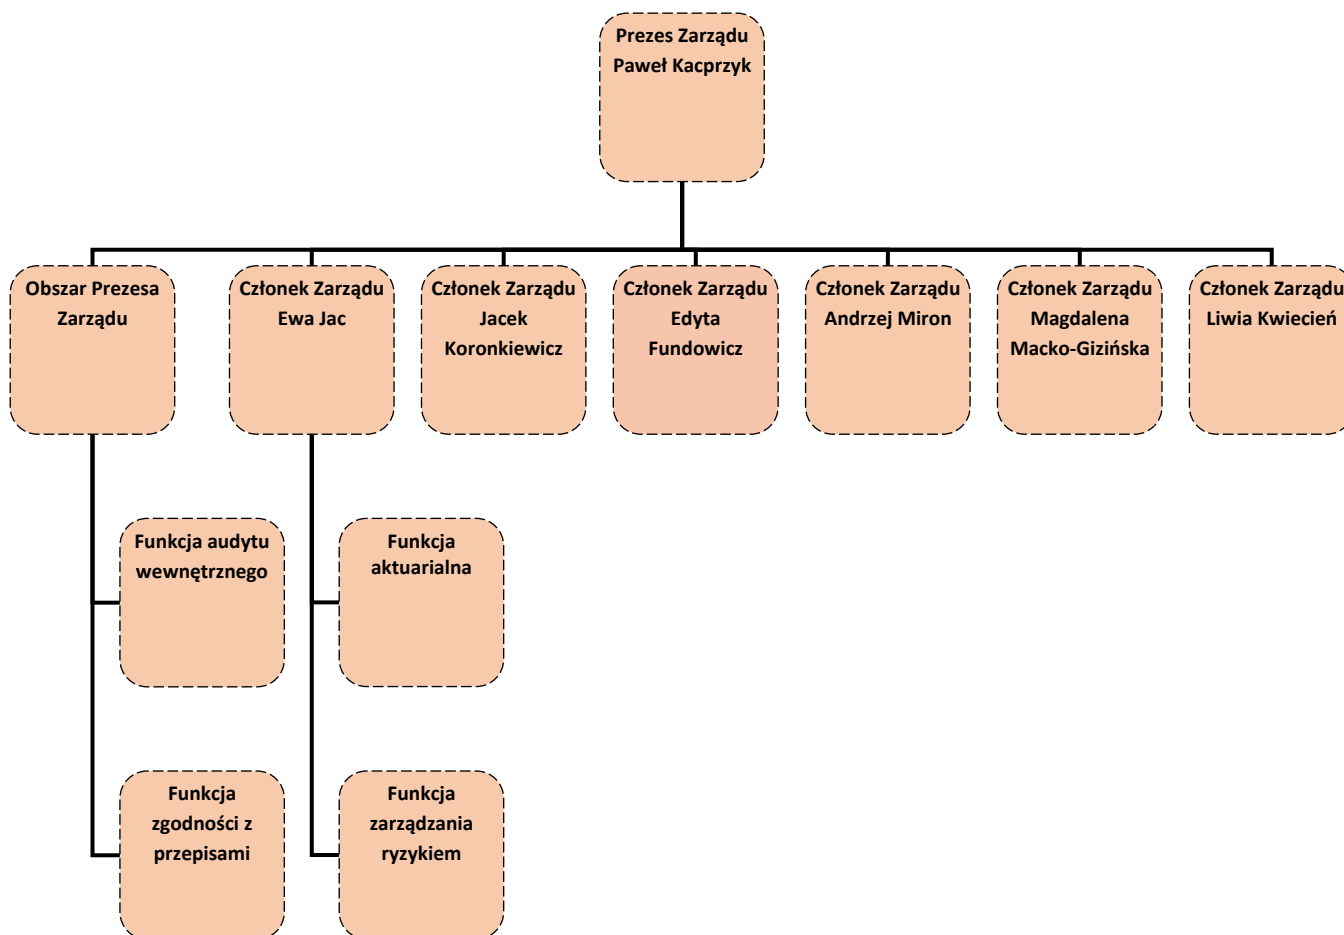 Prezes Zarządu
Paweł Kacprzyk
Obszar Prezesa
Zarządu
Członek Zarządu
Ewa Jac
Członek Zarządu
Jacek
Koronkiewicz
Członek Zarządu
Edyta
Fundowicz
Członek Zarządu
Andrzej Miron
Członek Zarządu
Magdalena
Macko-Gizińska
Członek Zarządu
Liwia Kwiecień
Funkcja audytu
wewnętrznego
Funkcja
aktuarialna
Funkcja
zgodności z
przepisami
Funkcja
zarządzania
ryzykiem